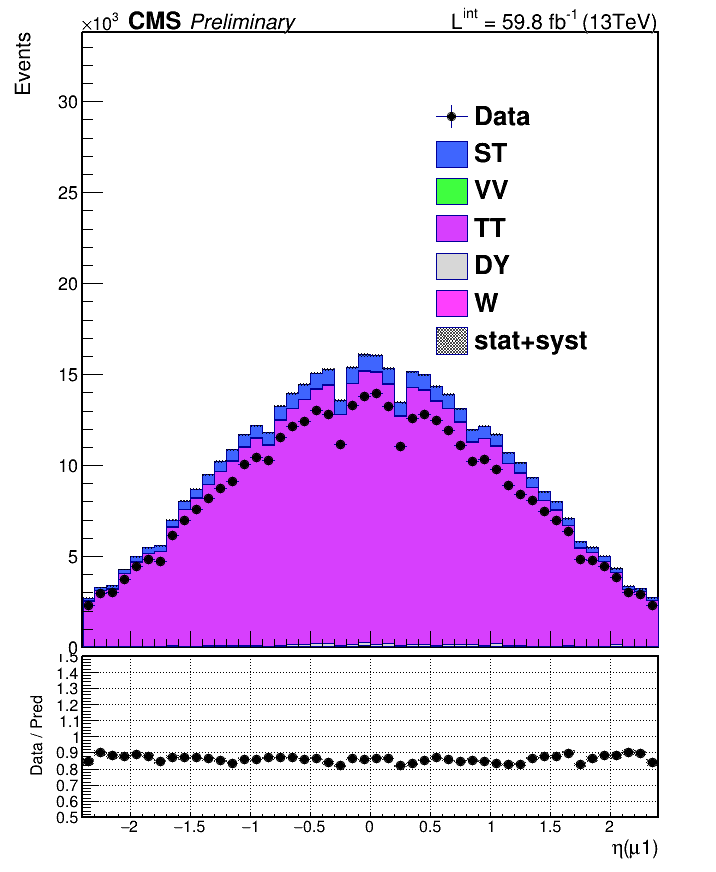 ×10³ CMS Preliminary L^int = 59.8 fb⁻¹ (13TeV)
Events
30
25
20
15
10
5
0
Data
ST
VV
TT
DY
W
stat+syst
Data / Pred
1.5
1.4
1.3
1.2
1.1
1
0.9
0.8
0.7
0.6
0.5
−2 −1.5 −1 −0.5 0 0.5 1 1.5 2
η(μ1)